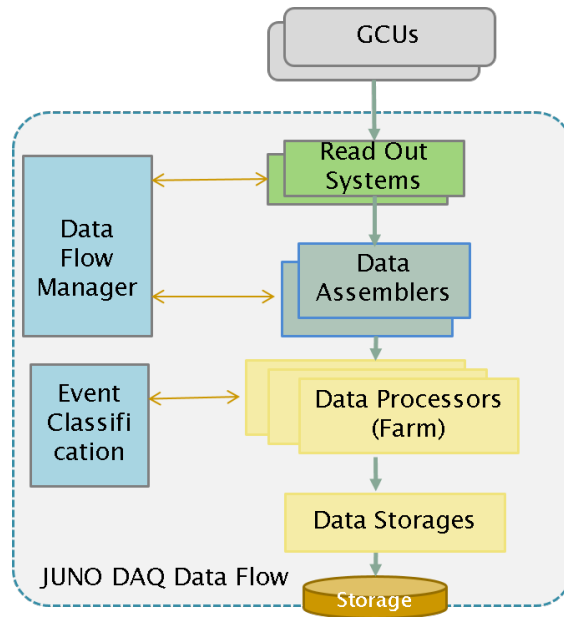 GCUs
Read Out
Systems
Data
Flow
Manager
Data
Assemblers
Event
Classifi
cation
Data Processors
(Farm)
Data Storages
JUNO DAQ Data Flow
Storage